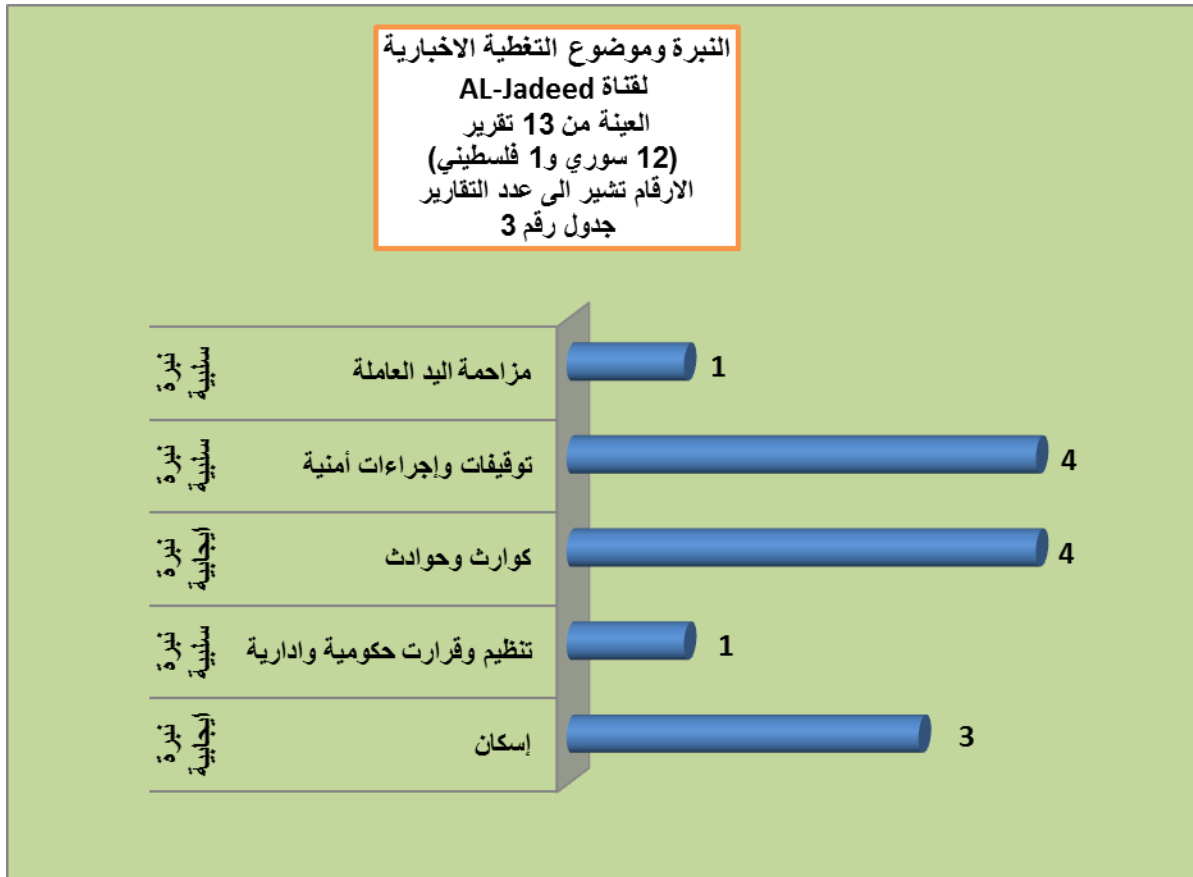 النبرة وموضوع التغطية الاخبارية
لقناة AL-Jadeed
العينة من 13 تقرير
(12 سوري و1 فلسطيني)
الارقام تشير الى عدد التقارير
جدول رقم 3
نبرة سلبية
مزاحمة اليد العاملة
1
نبرة سلبية
توقيفات وإجراءات أمنية
4
نبرة ايجابية
كوارث وحوادث
4
نبرة سلبية
تنظيم وقرارت حكومية وادارية
1
نبرة ايجابية
إسكان
3